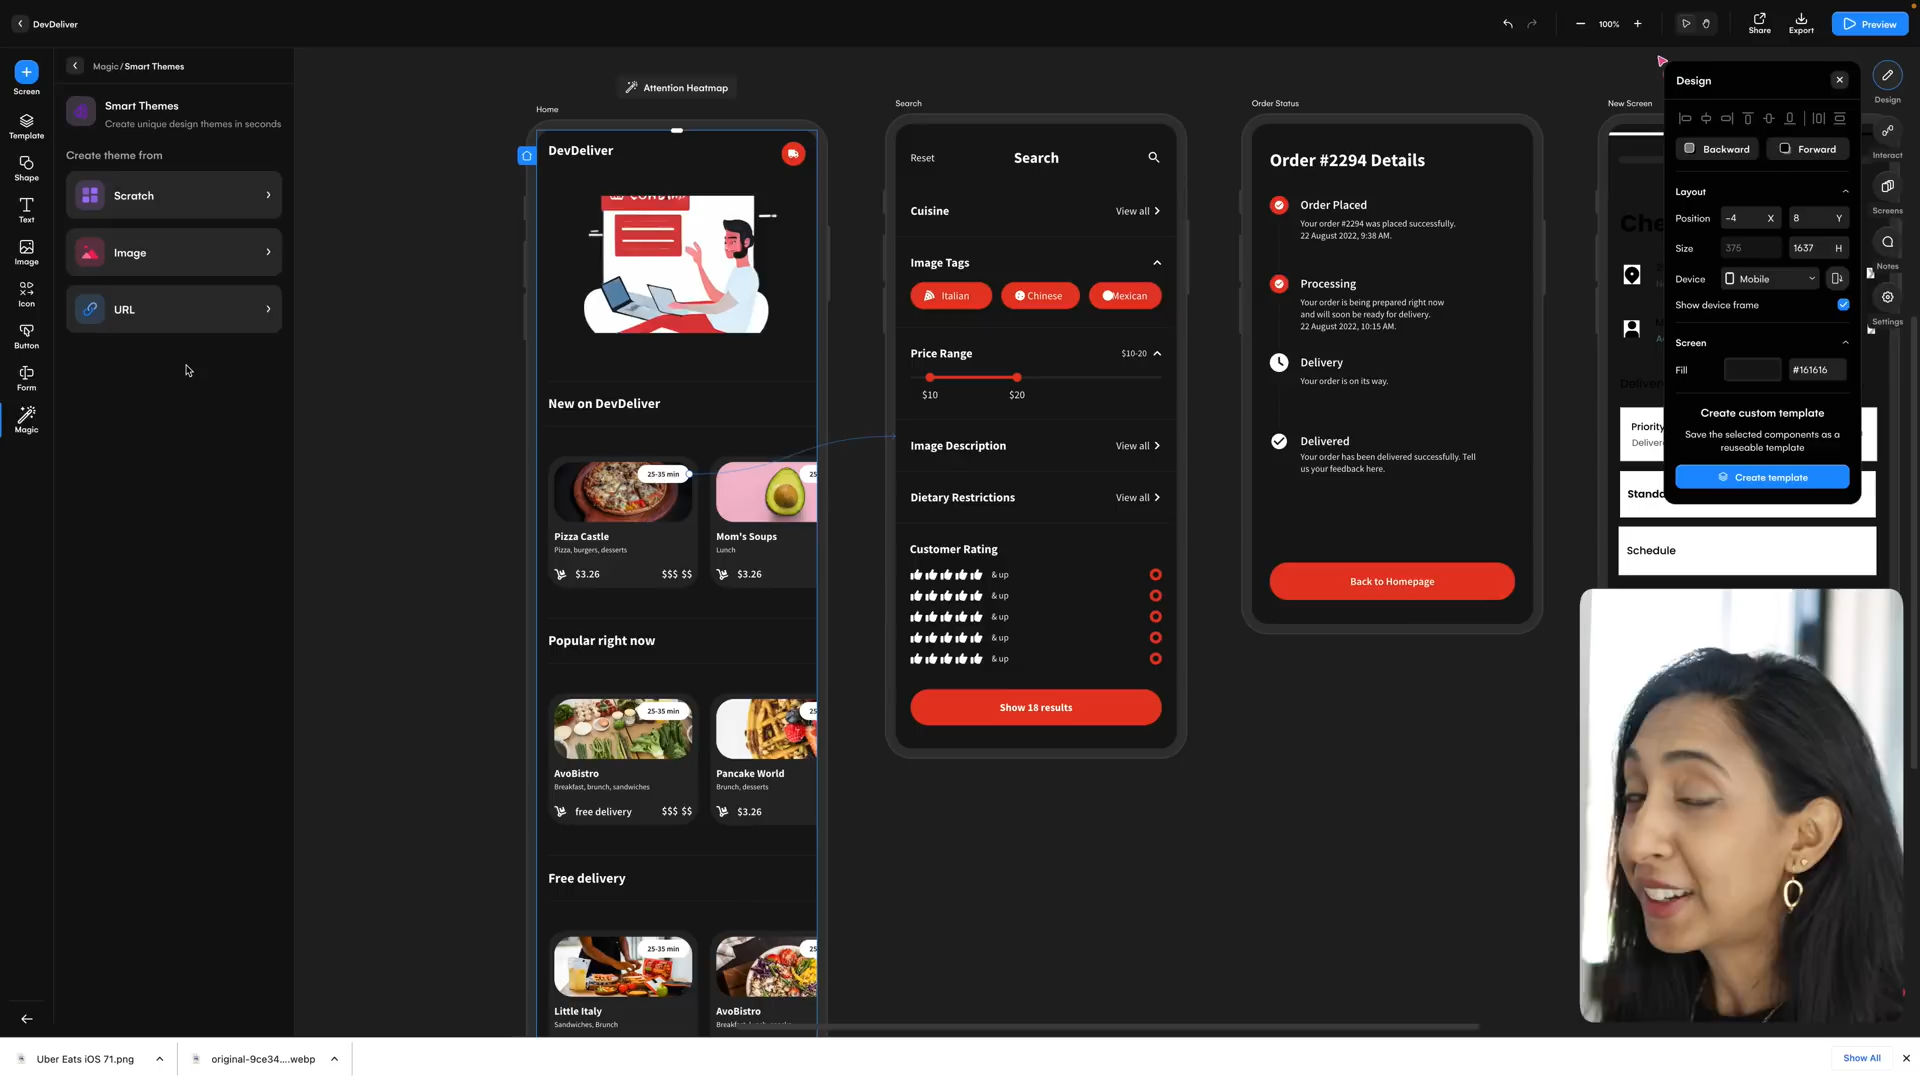 DevDeliver
100%
Share
Export
Preview
Screen
Template
Shape
Text
Image
Icon
Button
Form
Magic
Magic/Smart Themes
Smart Themes
Create unique design themes in seconds
Create theme from
Scratch
Image
URL
Attention Heatmap
Home
DevDeliver
New on DevDeliver
25-35 min
25
Pizza Castle
Pizza, burgers, desserts
$3.26
$$$ $$
Mom's Soups
Lunch
$3.26
Popular right now
25-35 min
25
AvoBistro
Breakfast, brunch, sandwiches
free delivery
$$$ $$
Pancake World
Brunch, desserts
$3.26
Free delivery
25-35 min
25
Little Italy
Sandwiches, Brunch
AvoBistro
Search
Reset
Search
Cuisine
View all
Image Tags
Italian
Chinese
Mexican
Price Range
$10-20
$10
$20
Image Description
View all
Dietary Restrictions
View all
Customer Rating
& up
& up
& up
& up
& up
Show 18 results
Order Status
Order #2294 Details
Order Placed
Your order #2294 was placed successfully.
22 August 2022, 9:38 AM.
Processing
Your order is being prepared right now
and will soon be ready for delivery.
22 August 2022, 10:15 AM.
Delivery
Your order is on its way.
Delivered
Your order has been delivered successfully. Tell
us your feedback here.
Back to Homepage
New Screen
Che
Deliver
Priority
Delive
Standa
Schedule
Design
Backward
Forward
Layout
Position
-4
X
8
Y
Size
375
1637
H
Device
Mobile
Show device frame
Screen
Fill
#161616
Create custom template
Save the selected components as a
reuseable template
Create template
Design
Interact
Screens
Notes
Settings
Uber Eats iOS 71.png
original-9ce34....webp
Show All